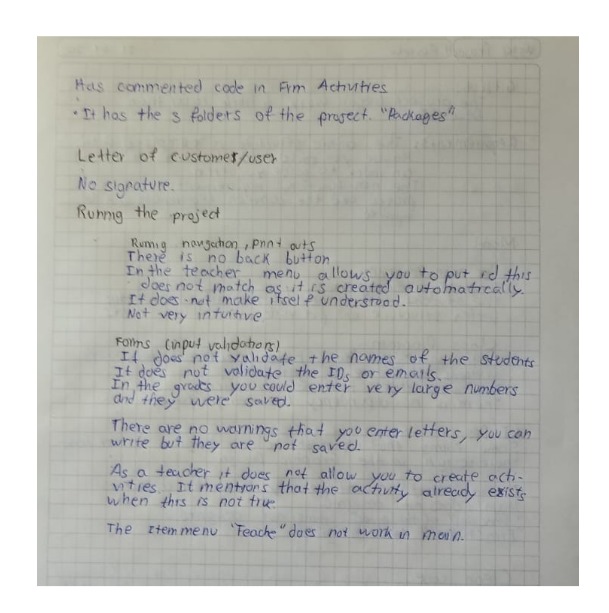 Has commented code in Frm Activities
• It has the 3 folders of the project. "Packages"
Letter of customer/user
No signature.
Runnig the project
Runnig navigation, print outs
There is no back button
In the teacher menu allows you to put id this
does not match as it is created automatically
It does not make itself understood.
Not very intuitive
Forms (input validations)
It does not validate the names of the students
It does not validate the IDs or emails.
In the grades you could enter very large numbers
and they were saved.
There are no warnings that you enter letters, you can
write but they are not saved.
As a teacher it does not allow you to create acti-
vities. It mentions that the activity already exists
when this is not true
The Item menu "Teache" does not work in main.